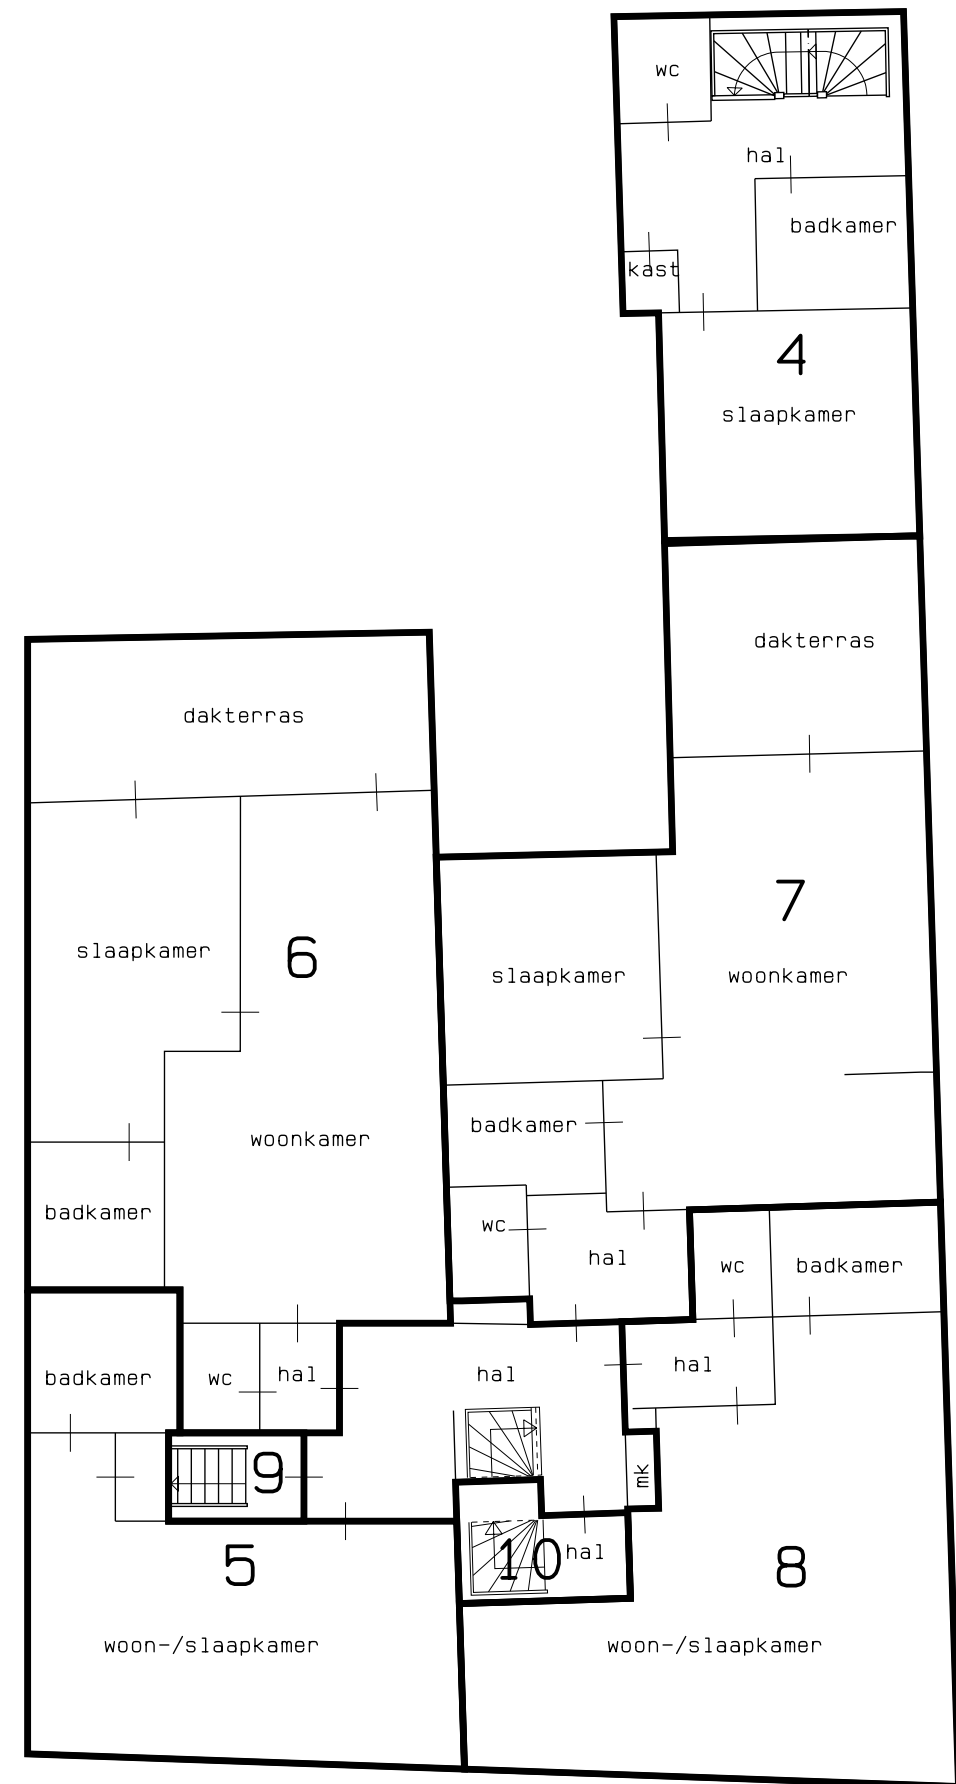 wc
hal
badkamer
kast
4
slaapkamer
dakterras
dakterras
7
6
slaapkamer
slaapkamer
woonkamer
badkamer
woonkamer
badkamer
wc
hal
wc
badkamer
badkamer
wc
hal
hal
hal
9
mk
5
10
hal
8
woon-/slaapkamer
woon-/slaapkamer